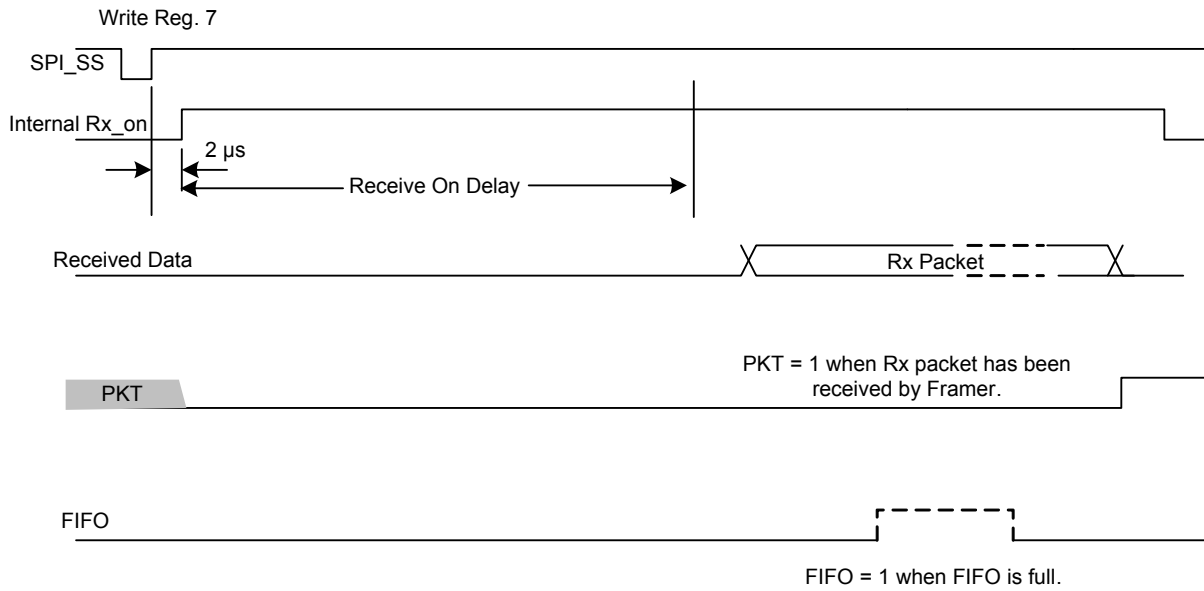 Write Reg. 7
SPI_SS
Internal Rx_on
2 µs
Receive On Delay
Received Data
Rx Packet
PKT = 1 when Rx packet has been
received by Framer.
PKT
FIFO
FIFO = 1 when FIFO is full.